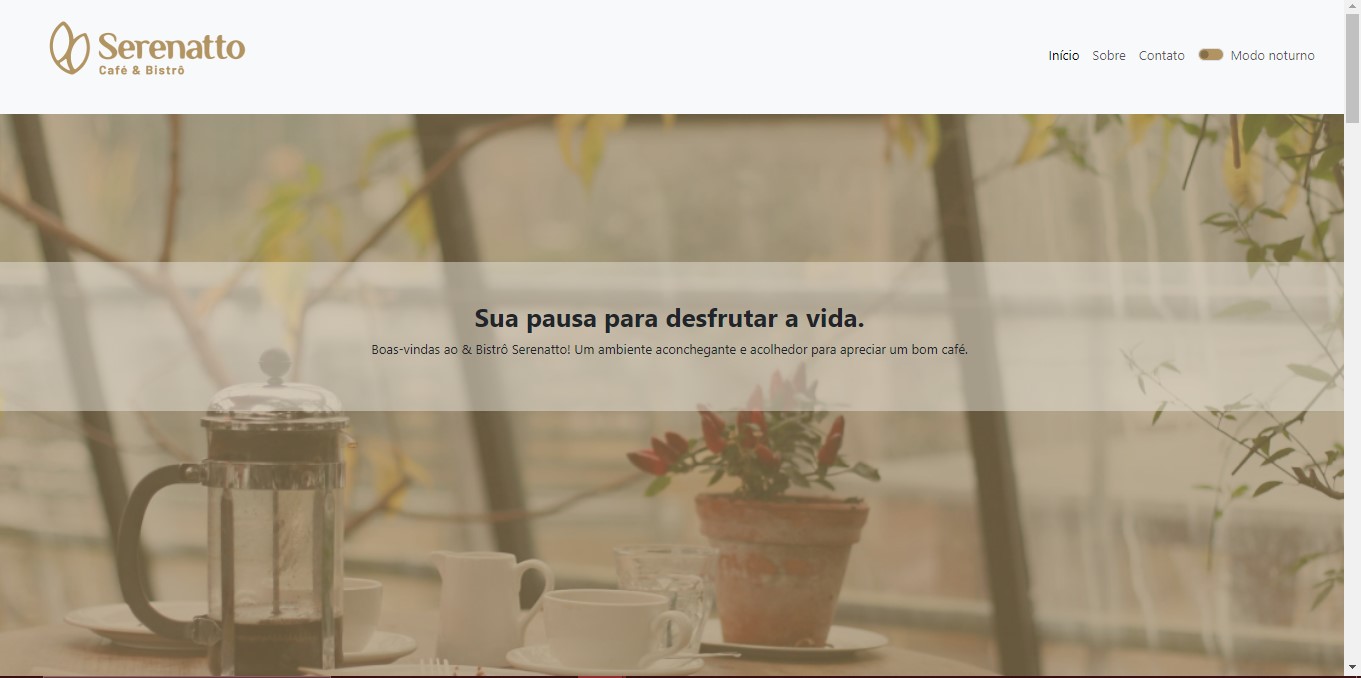 Serenatto
Café & Bistrô
Início Sobre Contato Modo noturno
Sua pausa para desfrutar a vida.
Boas-vindas ao & Bistrô Serenatto! Um ambiente aconchegante e acolhedor para apreciar um bom café.